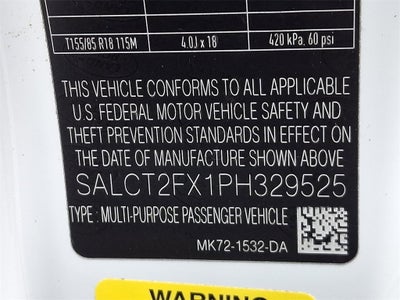 T155/85 R18 115M 4.0J x 18 420 kPa. 60 psi
THIS VEHICLE CONFORMS TO ALL APPLICABLE
U.S. FEDERAL MOTOR VEHICLE SAFETY AND
THEFT PREVENTION STANDARDS IN EFFECT ON
THE DATE OF MANUFACTURE SHOWN ABOVE
SALCT2FX1PH329525
TYPE : MULTI-PURPOSE PASSENGER VEHICLE
MK72-1532-DA
WARNING